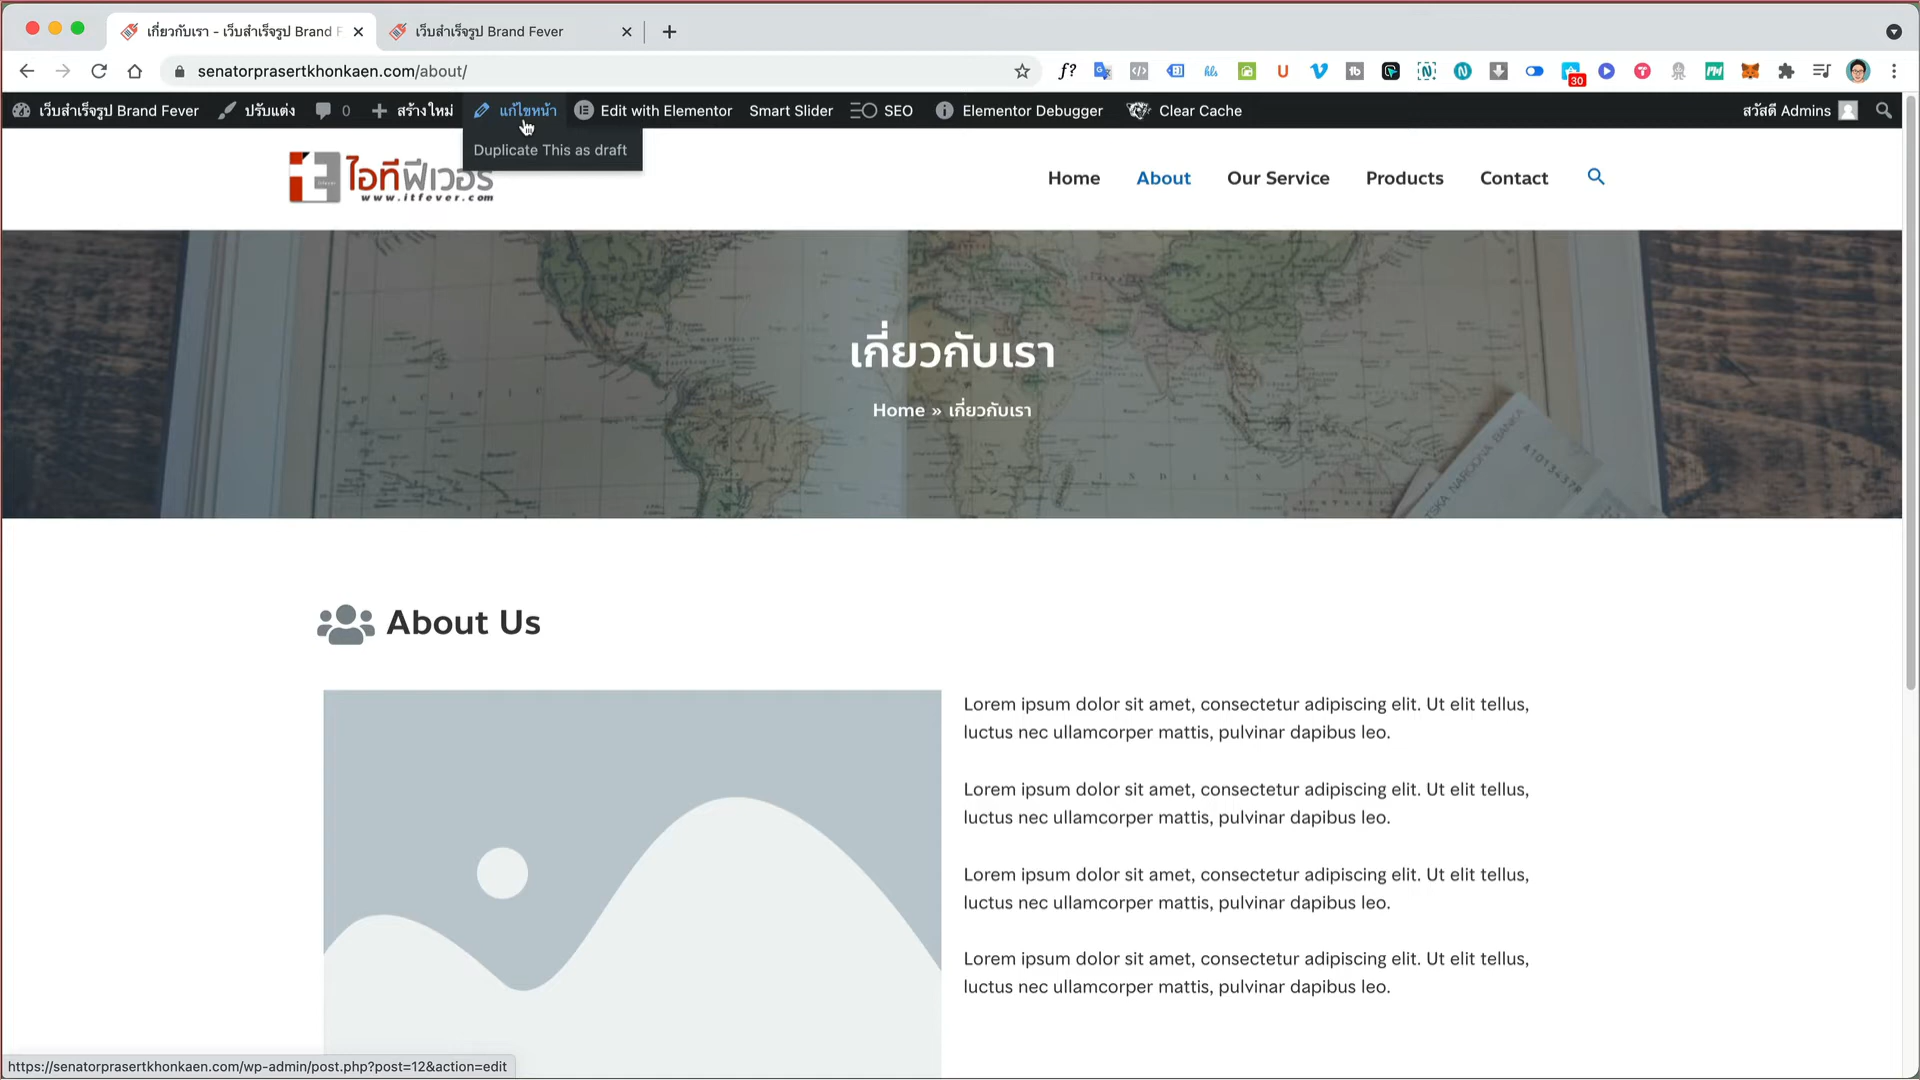 เกี่ยวกับเรา - เว็บสำเร็จรูป Brand F
เว็บสำเร็จรูป Brand Fever
senatorprasertkhonkaen.com/about/
30
เว็บสำเร็จรูป Brand Fever ปรับแต่ง 0 สร้างใหม่ แก้ไขหน้า Edit with Elementor Smart Slider SEO Elementor Debugger Clear Cache สวัสดี Admins
Duplicate This as draft
ไอทีฟีเวอร์
www.itfever.com
Home About Our Service Products Contact
เกี่ยวกับเรา
Home » เกี่ยวกับเรา
About Us
Lorem ipsum dolor sit amet, consectetur adipiscing elit. Ut elit tellus,
luctus nec ullamcorper mattis, pulvinar dapibus leo.
Lorem ipsum dolor sit amet, consectetur adipiscing elit. Ut elit tellus,
luctus nec ullamcorper mattis, pulvinar dapibus leo.
Lorem ipsum dolor sit amet, consectetur adipiscing elit. Ut elit tellus,
luctus nec ullamcorper mattis, pulvinar dapibus leo.
Lorem ipsum dolor sit amet, consectetur adipiscing elit. Ut elit tellus,
luctus nec ullamcorper mattis, pulvinar dapibus leo.
https://senatorprasertkhonkaen.com/wp-admin/post.php?post=12&action=edit